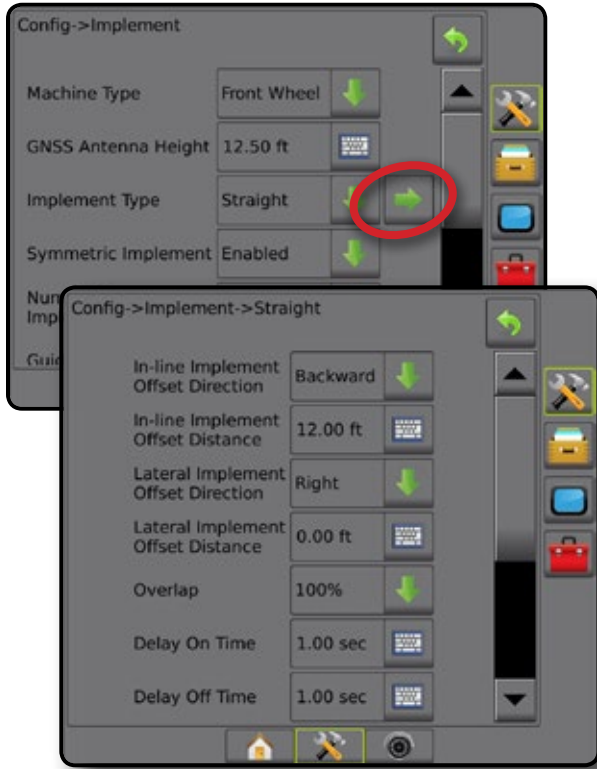 Config->Implement
Machine Type Front Wheel
GNSS Antenna Height 12.50 ft
Implement Type Straight
Symmetric Implement Enabled
Config->Implement->Straight
In-line Implement
Offset Direction Backward
In-line Implement
Offset Distance 12.00 ft
Lateral Implement
Offset Direction Right
Lateral Implement
Offset Distance 0.00 ft
Overlap 100%
Delay On Time 1.00 sec
Delay Off Time 1.00 sec